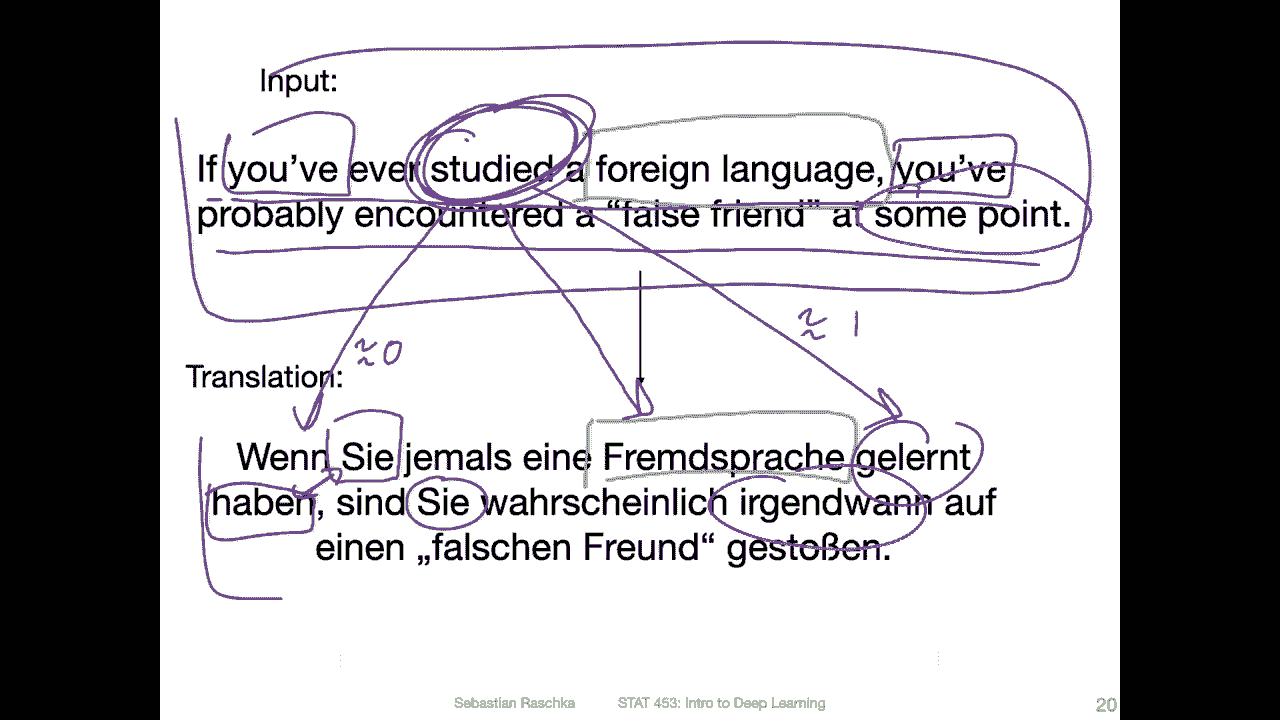 Input:
If you've ever studied a foreign language, you've
probably encountered a “false friend” at some point.
≈0
≈ 1
Translation:
Wenn Sie jemals eine Fremdsprache gelernt
haben, sind Sie wahrscheinlich irgendwann auf
einen „falschen Freund“ gestoßen.
Sebastian Raschka STAT 453: Intro to Deep Learning 20